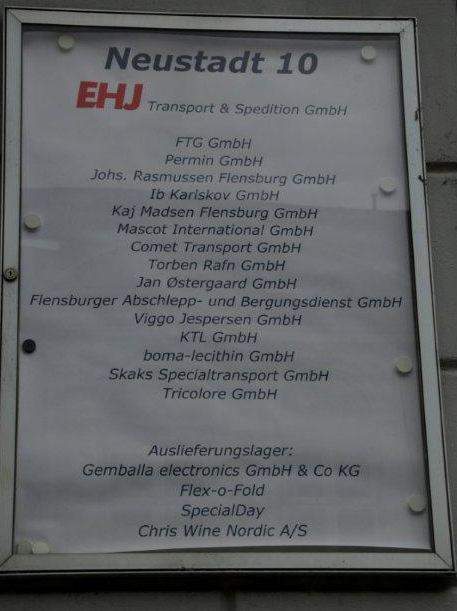 Neustadt 10
EHJ Transport & Spedition GmbH
FTG GmbH
Permin GmbH
Johs. Rasmussen Flensburg GmbH
Ib Karlskov GmbH
Kaj Madsen Flensburg GmbH
Mascot International GmbH
Comet Transport GmbH
Torben Rafn GmbH
Jan Østergaard GmbH
Flensburger Abschlepp- und Bergungsdienst GmbH
Viggo Jespersen GmbH
KTL GmbH
boma-lecithin GmbH
Skaks Specialtransport GmbH
Tricolore GmbH
Auslieferungslager:
Gemballa electronics GmbH & Co KG
Flex-o-Fold
SpecialDay
Chris Wine Nordic A/S